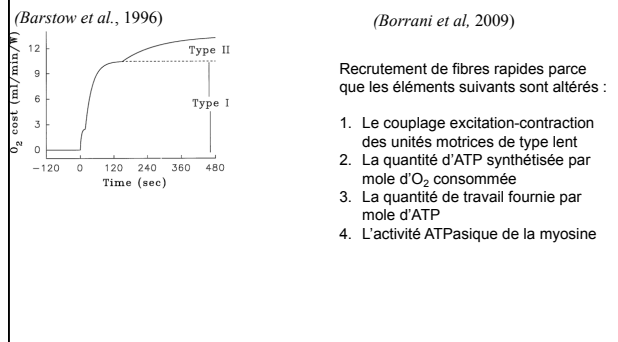 (Barstow et al., 1996)
O2 cost (ml/min/W)
12
9
6
3
0
Type II
Type I
−120 0 120 240 360 480
Time (sec)
(Borrani et al, 2009)
Recrutement de fibres rapides parce
que les éléments suivants sont altérés :
1. Le couplage excitation-contraction
des unités motrices de type lent
2. La quantité d’ATP synthétisée par
mole d’O2 consommée
3. La quantité de travail fournie par
mole d’ATP
4. L’activité ATPasique de la myosine